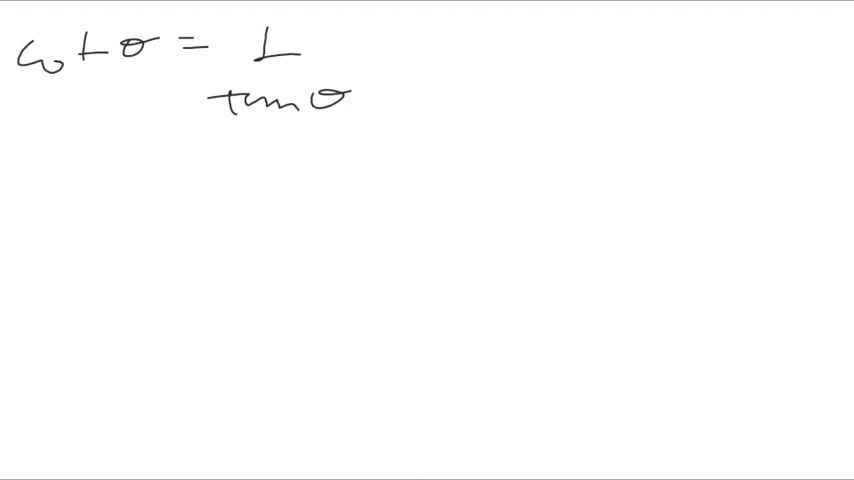 cot θ = 1
tan θ